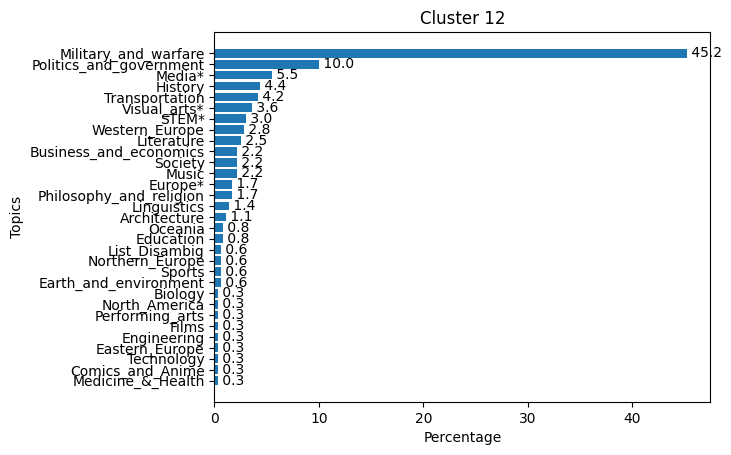 Cluster 12
Topics
Military_and_warfare 45.2
Politics_and_government 10.0
Media* 5.5
History 4.4
Transportation 4.2
Visual_arts* 3.6
STEM* 3.0
Western_Europe 2.8
Literature 2.5
Business_and_economics 2.2
Society 2.2
Music 2.2
Europe* 1.7
Philosophy_and_religion 1.7
Linguistics 1.4
Architecture 1.1
Oceania 0.8
Education 0.8
List_Disambig 0.6
Northern_Europe 0.6
Sports 0.6
Earth_and_environment 0.6
Biology 0.3
North_America 0.3
Performing_arts 0.3
Films 0.3
Engineering 0.3
Eastern_Europe 0.3
Technology 0.3
Comics_and_Anime 0.3
Medicine_&_Health 0.3
0 10 20 30 40
Percentage